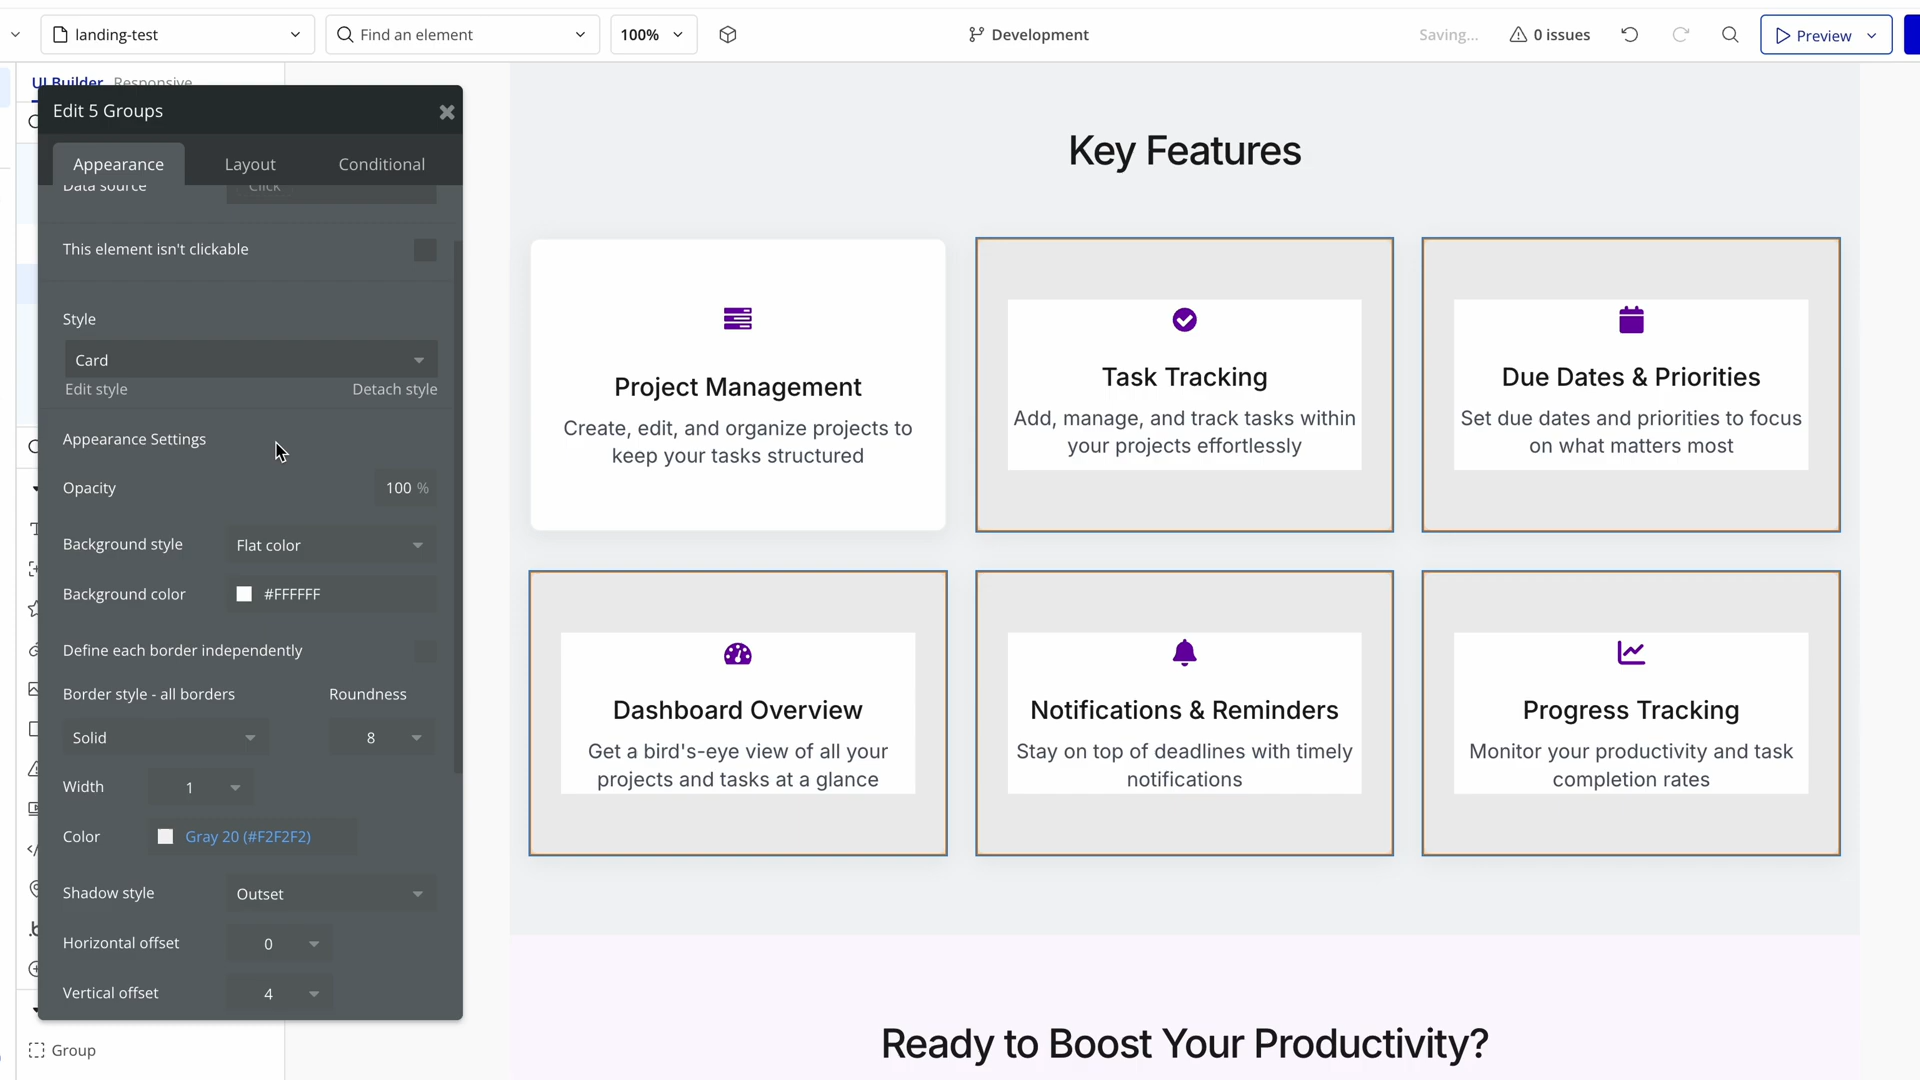 landing-test
Find an element
100%
Development
Saving...
0 issues
Preview
UI Builder
Responsive
Edit 5 Groups
Appearance
Layout
Conditional
Data source
Click
This element isn't clickable
Style
Card
Edit style
Detach style
Appearance Settings
Opacity
100 %
Background style
Flat color
Background color
#FFFFFF
Define each border independently
Border style - all borders
Roundness
Solid
8
Width
1
Color
Gray 20 (#F2F2F2)
Shadow style
Outset
Horizontal offset
0
Vertical offset
4
Group
Key Features
Project Management
Create, edit, and organize projects to
keep your tasks structured
Task Tracking
Add, manage, and track tasks within
your projects effortlessly
Due Dates & Priorities
Set due dates and priorities to focus
on what matters most
Dashboard Overview
Get a bird's-eye view of all your
projects and tasks at a glance
Notifications & Reminders
Stay on top of deadlines with timely
notifications
Progress Tracking
Monitor your productivity and task
completion rates
Ready to Boost Your Productivity?